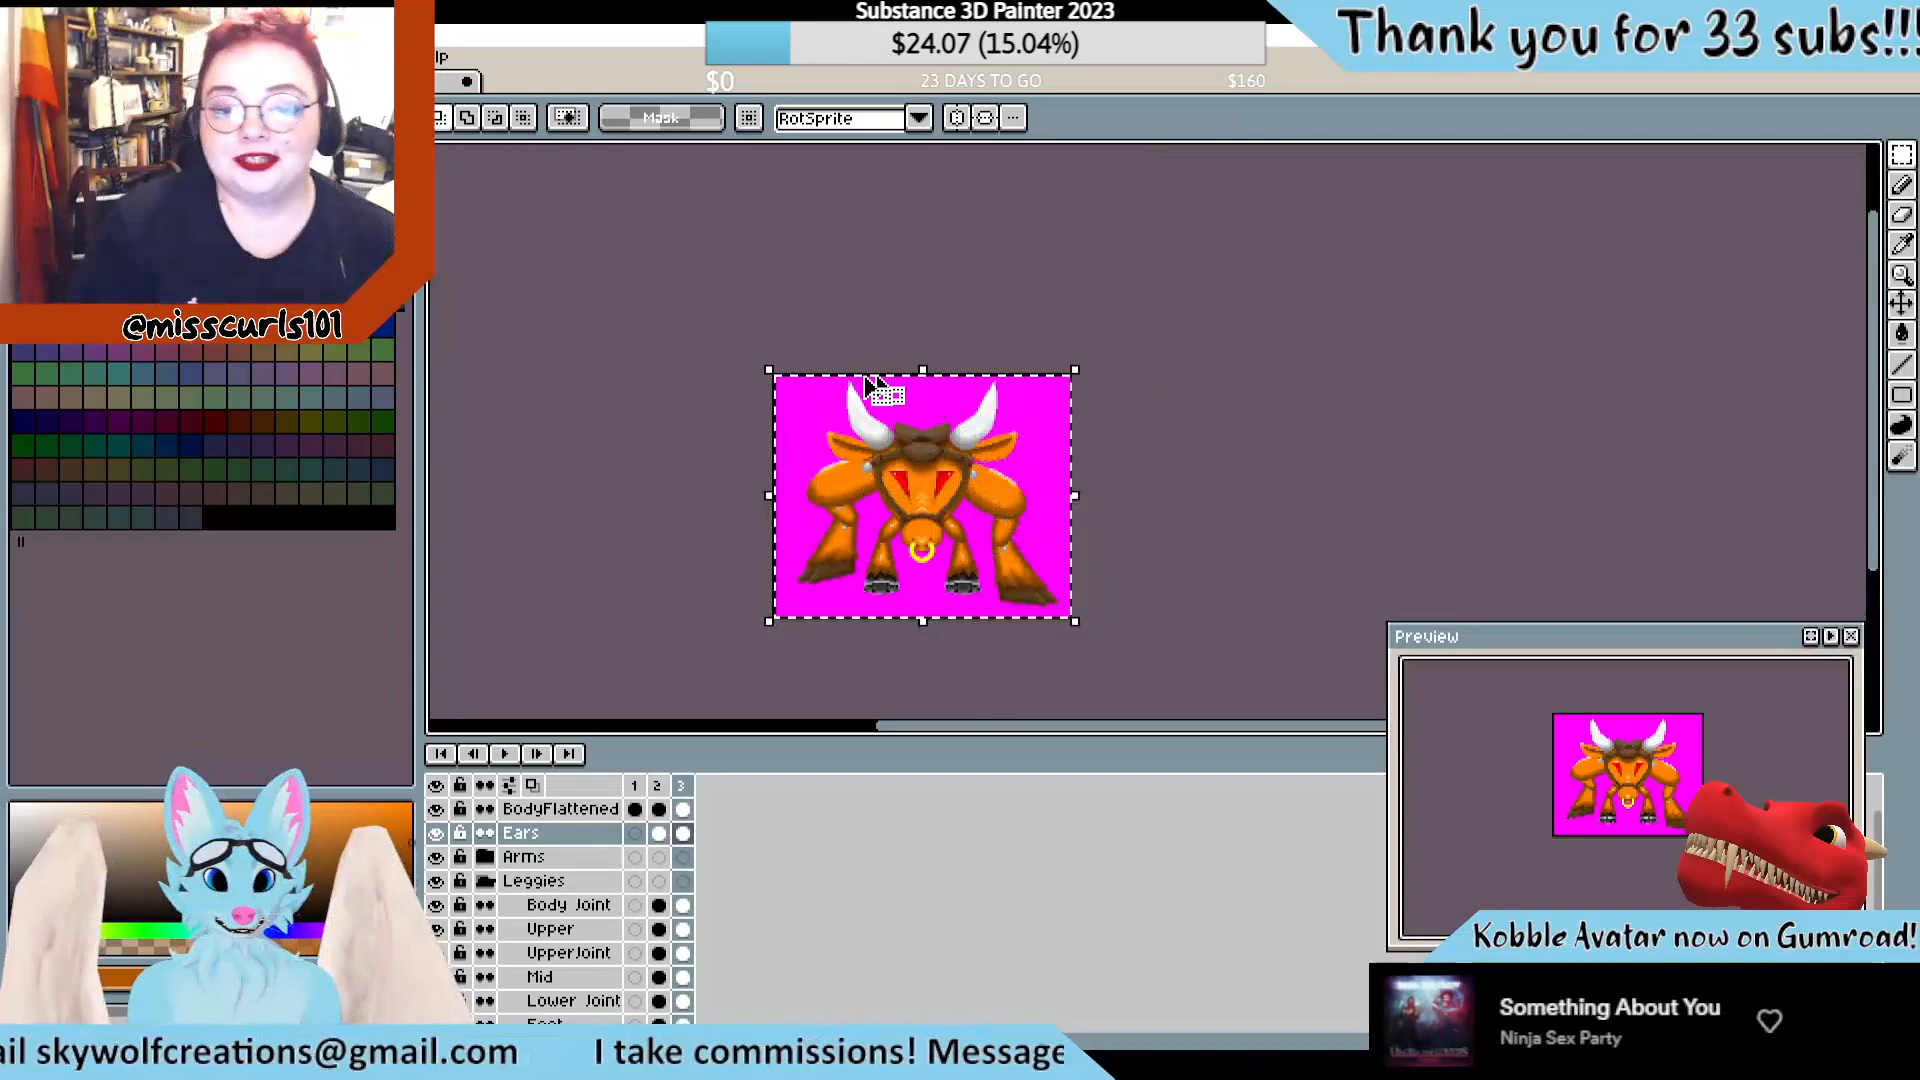 Substance 3D Painter 2023
$24.07 (15.04%)
$0
23 DAYS TO GO
$160
Thank you for 33 subs!!!
lp
Mask
RotSprite
@misscurls101
Preview
1 2 3
BodyFlattened
Ears
Arms
Leggies
Body Joint
Upper
UpperJoint
Mid
Lower Joint
Kobble Avatar now on Gumroad!
Something About You
Ninja Sex Party
ail skywolfcreations@gmail.com
I take commissions! Message